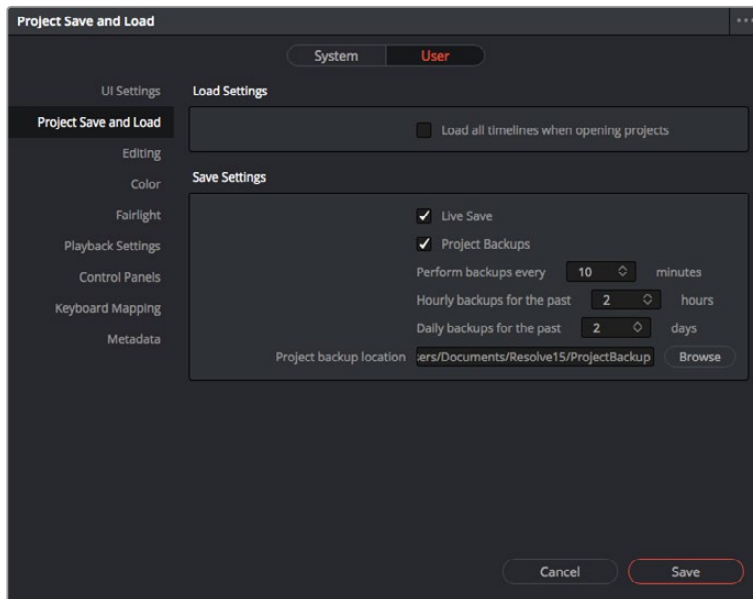 Project Save and Load
System User
UI Settings
Project Save and Load
Editing
Color
Fairlight
Playback Settings
Control Panels
Keyboard Mapping
Metadata
Load Settings
Load all timelines when opening projects
Save Settings
Live Save
Project Backups
Perform backups every 10 minutes
Hourly backups for the past 2 hours
Daily backups for the past 2 days
Project backup location ers/Documents/Resolve15/ProjectBackup Browse
Cancel Save